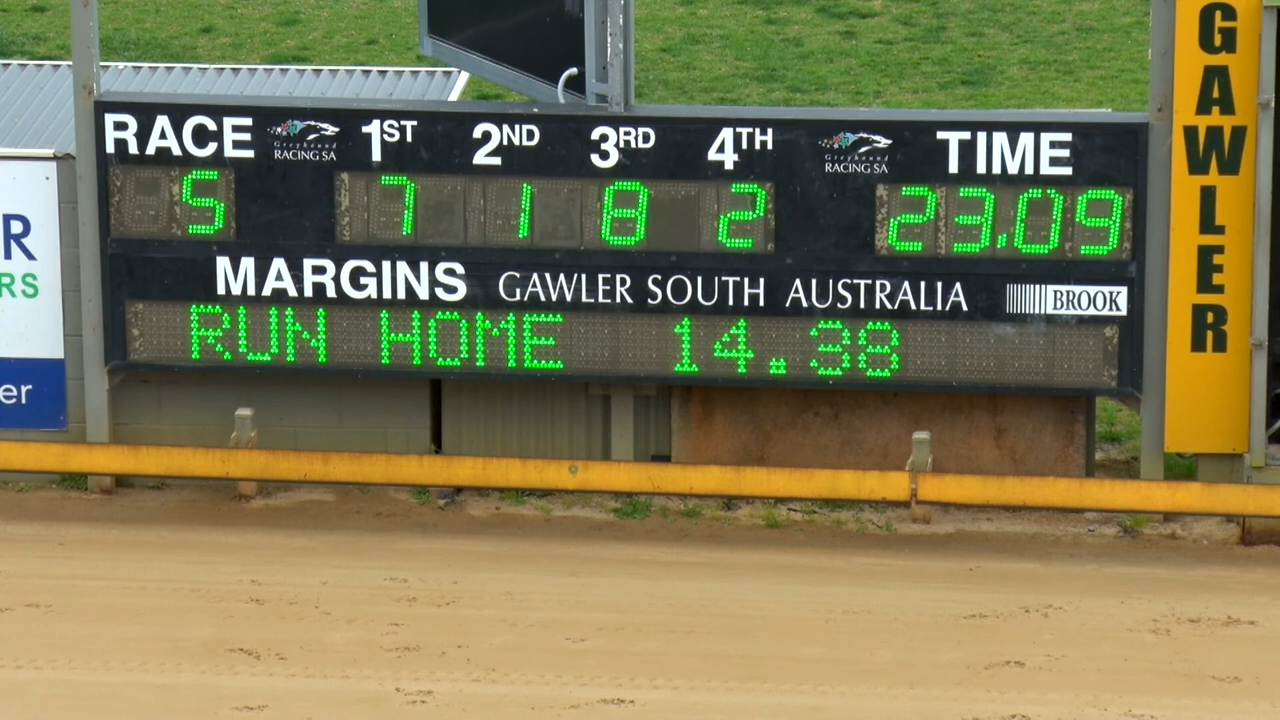 RACE Greyhound RACING SA 1ST 2ND 3RD 4TH Greyhound RACING SA TIME
5 7 1 8 2 23.09
MARGINS GAWLER SOUTH AUSTRALIA BROOK
RUN HOME 14.38
GAWLER
R
RS
er